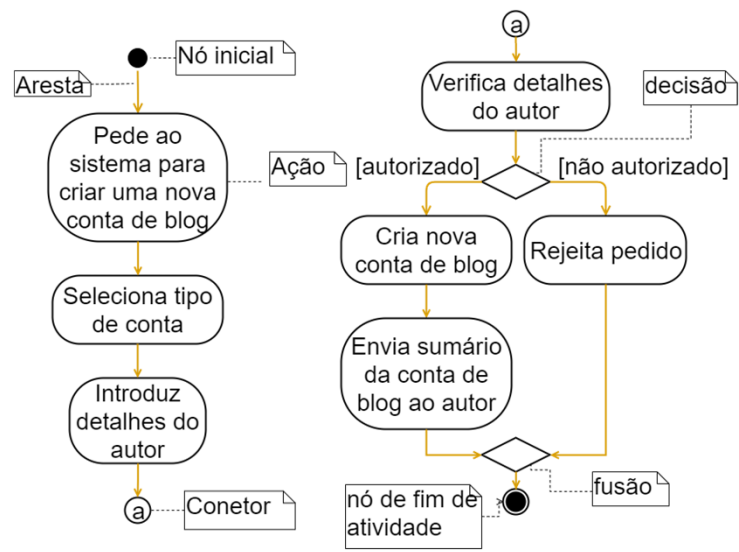 Nó inicial
Aresta
Pede ao
sistema para
criar uma nova
conta de blog
Ação
Seleciona tipo
de conta
Introduz
detalhes do
autor
a
Conetor
a
Verifica detalhes
do autor
decisão
[autorizado]
[não autorizado]
Cria nova
conta de blog
Rejeita pedido
Envia sumário
da conta de
blog ao autor
fusão
nó de fim de
atividade